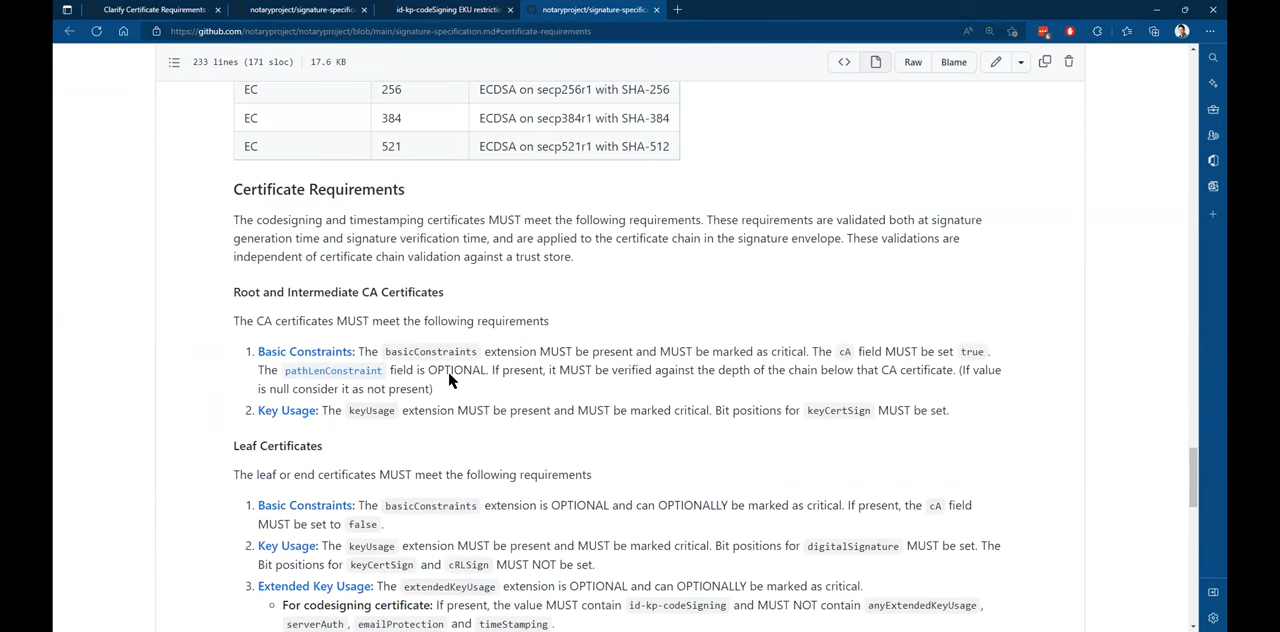 Clarify Certificate Requirements
notaryproject/signature-specific
id-kp-codeSigning EKU restrictio
notaryproject/signature-specific
https://github.com/notaryproject/notaryproject/blob/main/signature-specification.md#certificate-requirements
233 lines (171 sloc) 17.6 KB
Raw Blame
EC 256 ECDSA on secp256r1 with SHA-256
EC 384 ECDSA on secp384r1 with SHA-384
EC 521 ECDSA on secp521r1 with SHA-512
Certificate Requirements
The codesigning and timestamping certificates MUST meet the following requirements. These requirements are validated both at signature
generation time and signature verification time, and are applied to the certificate chain in the signature envelope. These validations are
independent of certificate chain validation against a trust store.
Root and Intermediate CA Certificates
The CA certificates MUST meet the following requirements
1. Basic Constraints: The basicConstraints extension MUST be present and MUST be marked as critical. The cA field MUST be set true .
The pathLenConstraint field is OPTIONAL. If present, it MUST be verified against the depth of the chain below that CA certificate. (If value
is null consider it as not present)
2. Key Usage: The keyUsage extension MUST be present and MUST be marked critical. Bit positions for keyCertSign MUST be set.
Leaf Certificates
The leaf or end certificates MUST meet the following requirements
1. Basic Constraints: The basicConstraints extension is OPTIONAL and can OPTIONALLY be marked as critical. If present, the cA field
MUST be set to false .
2. Key Usage: The keyUsage extension MUST be present and MUST be marked critical. Bit positions for digitalSignature MUST be set. The
Bit positions for keyCertSign and cRLSign MUST NOT be set.
3. Extended Key Usage: The extendedKeyUsage extension is OPTIONAL and can OPTIONALLY be marked as critical.
For codesigning certificate: If present, the value MUST contain id-kp-codeSigning and MUST NOT contain anyExtendedKeyUsage ,
serverAuth , emailProtection and timeStamping .